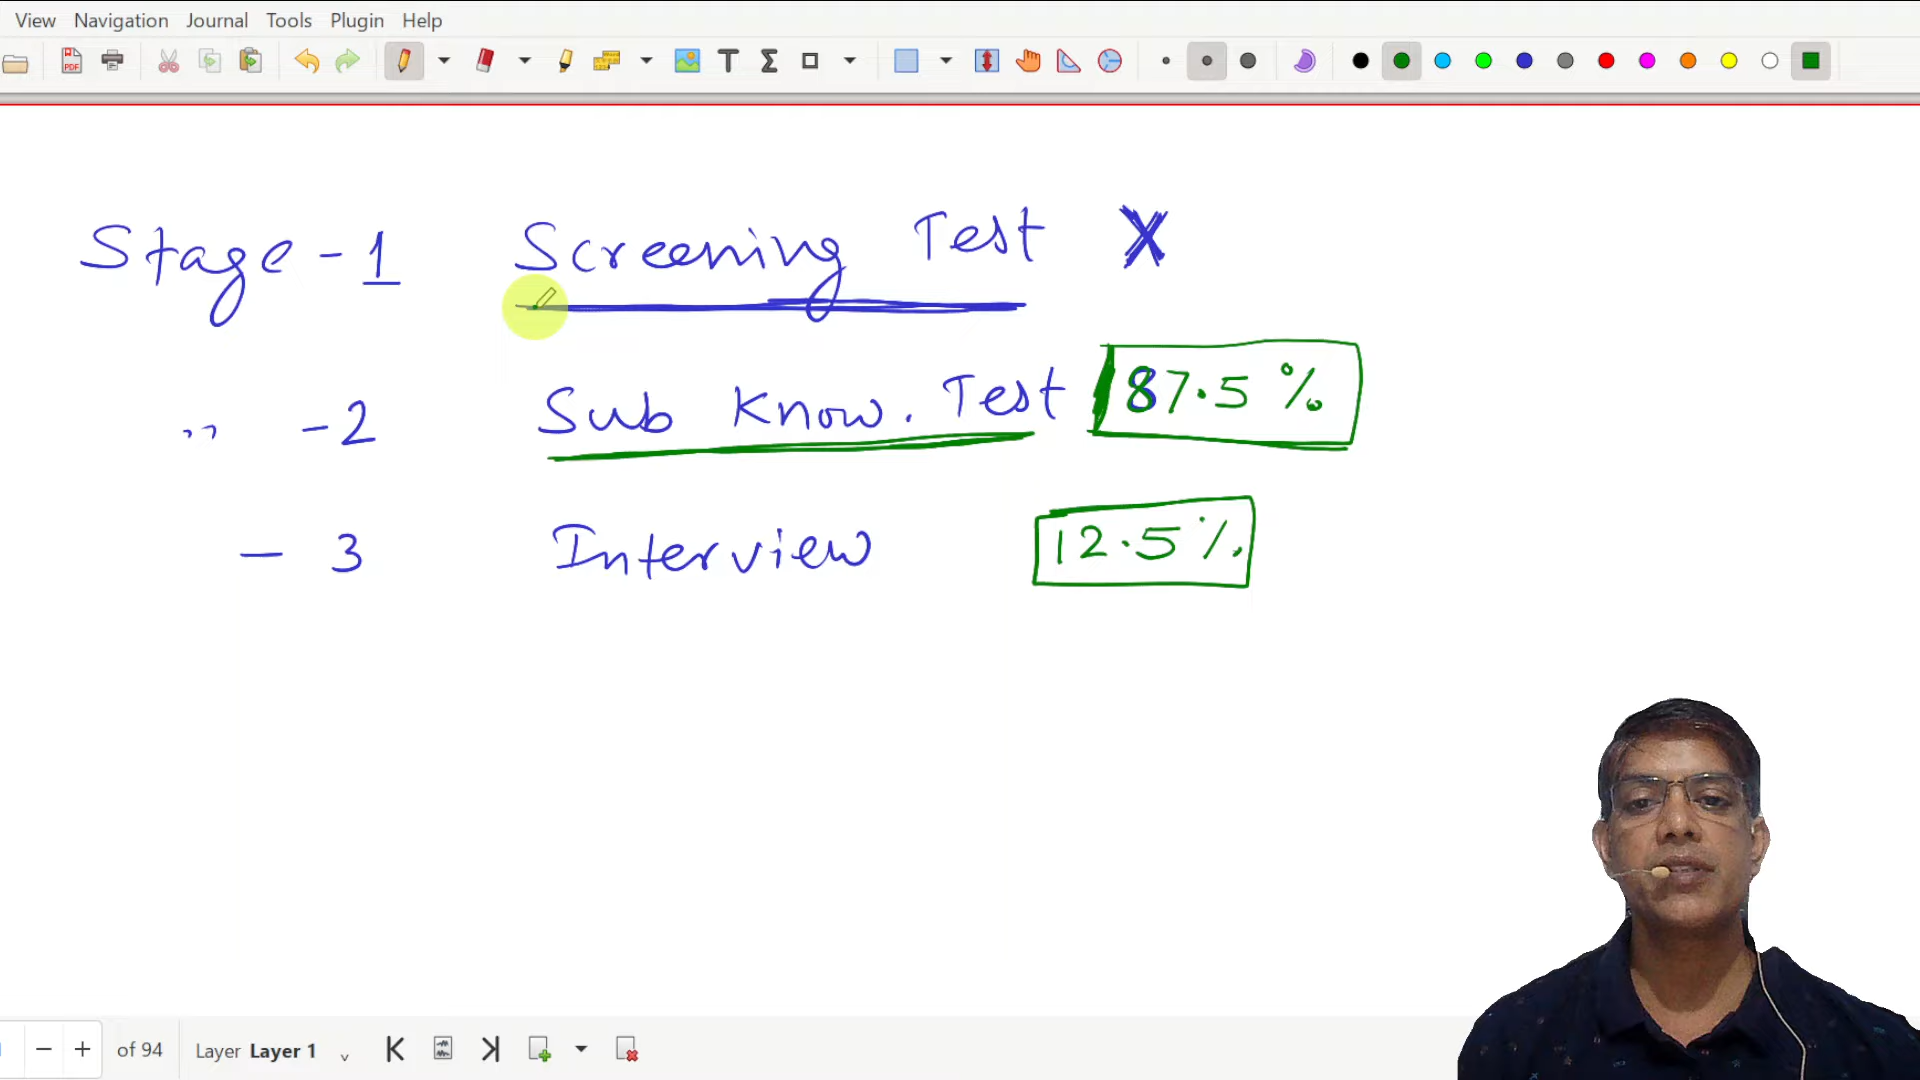 View Navigation Journal Tools Plugin Help
Stage - 1 Screening Test X
,, - 2 Sub Know. Test 87.5 %
- 3 Interview 12.5 %
of 94 Layer Layer 1